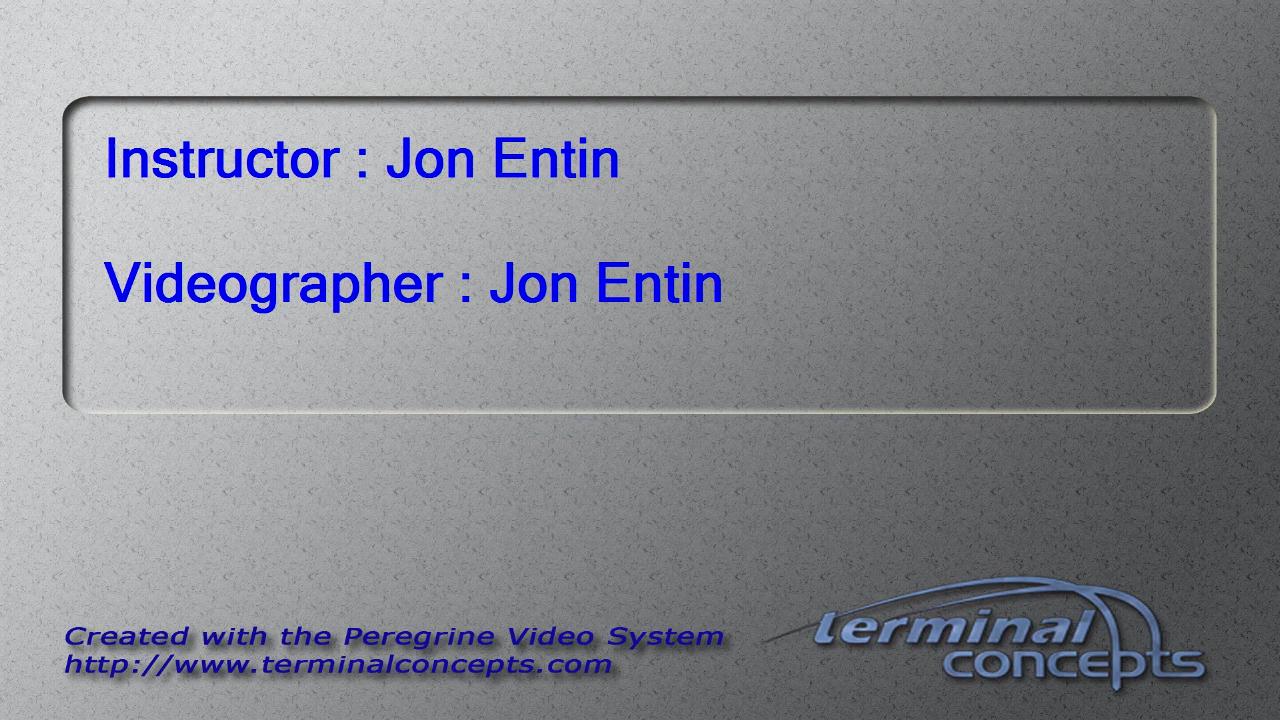 Instructor : Jon Entin
Videographer : Jon Entin
Created with the Peregrine Video System
http://www.terminalconcepts.com
terminal
concepts